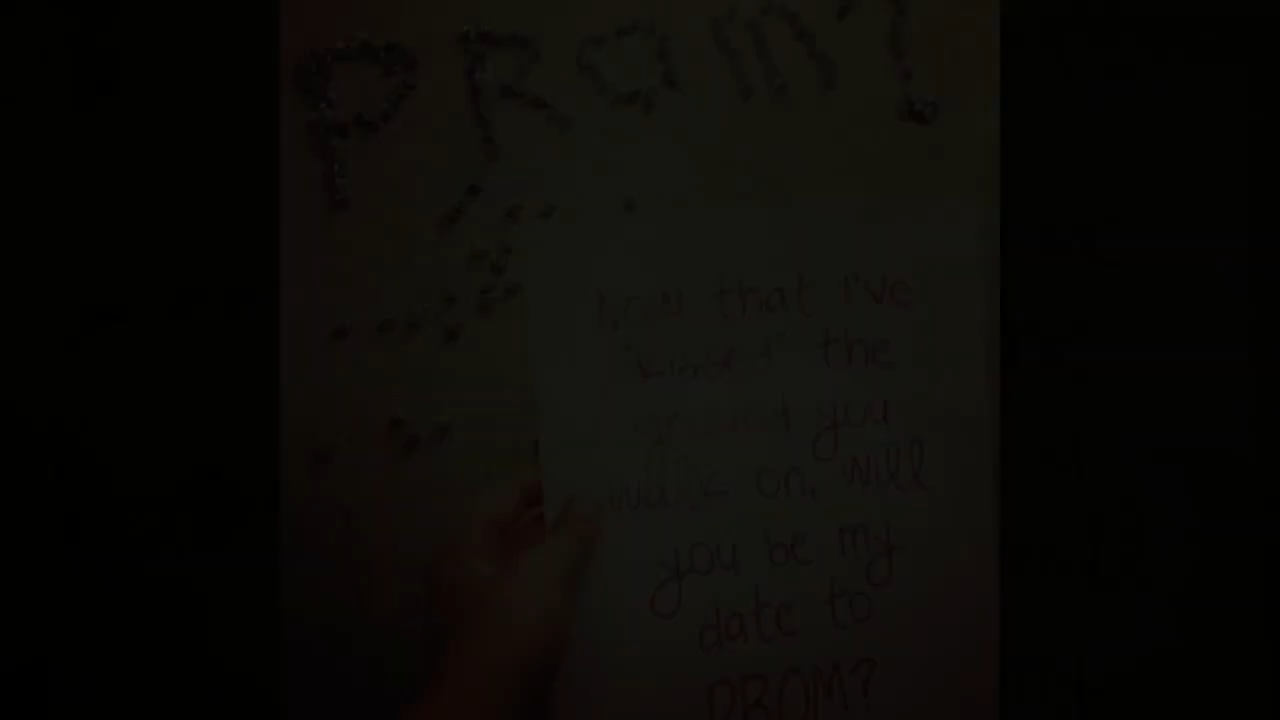 PROM?
Now that I've
"kissed" the
ground you
walk on, will
you be my
date to
PROM?